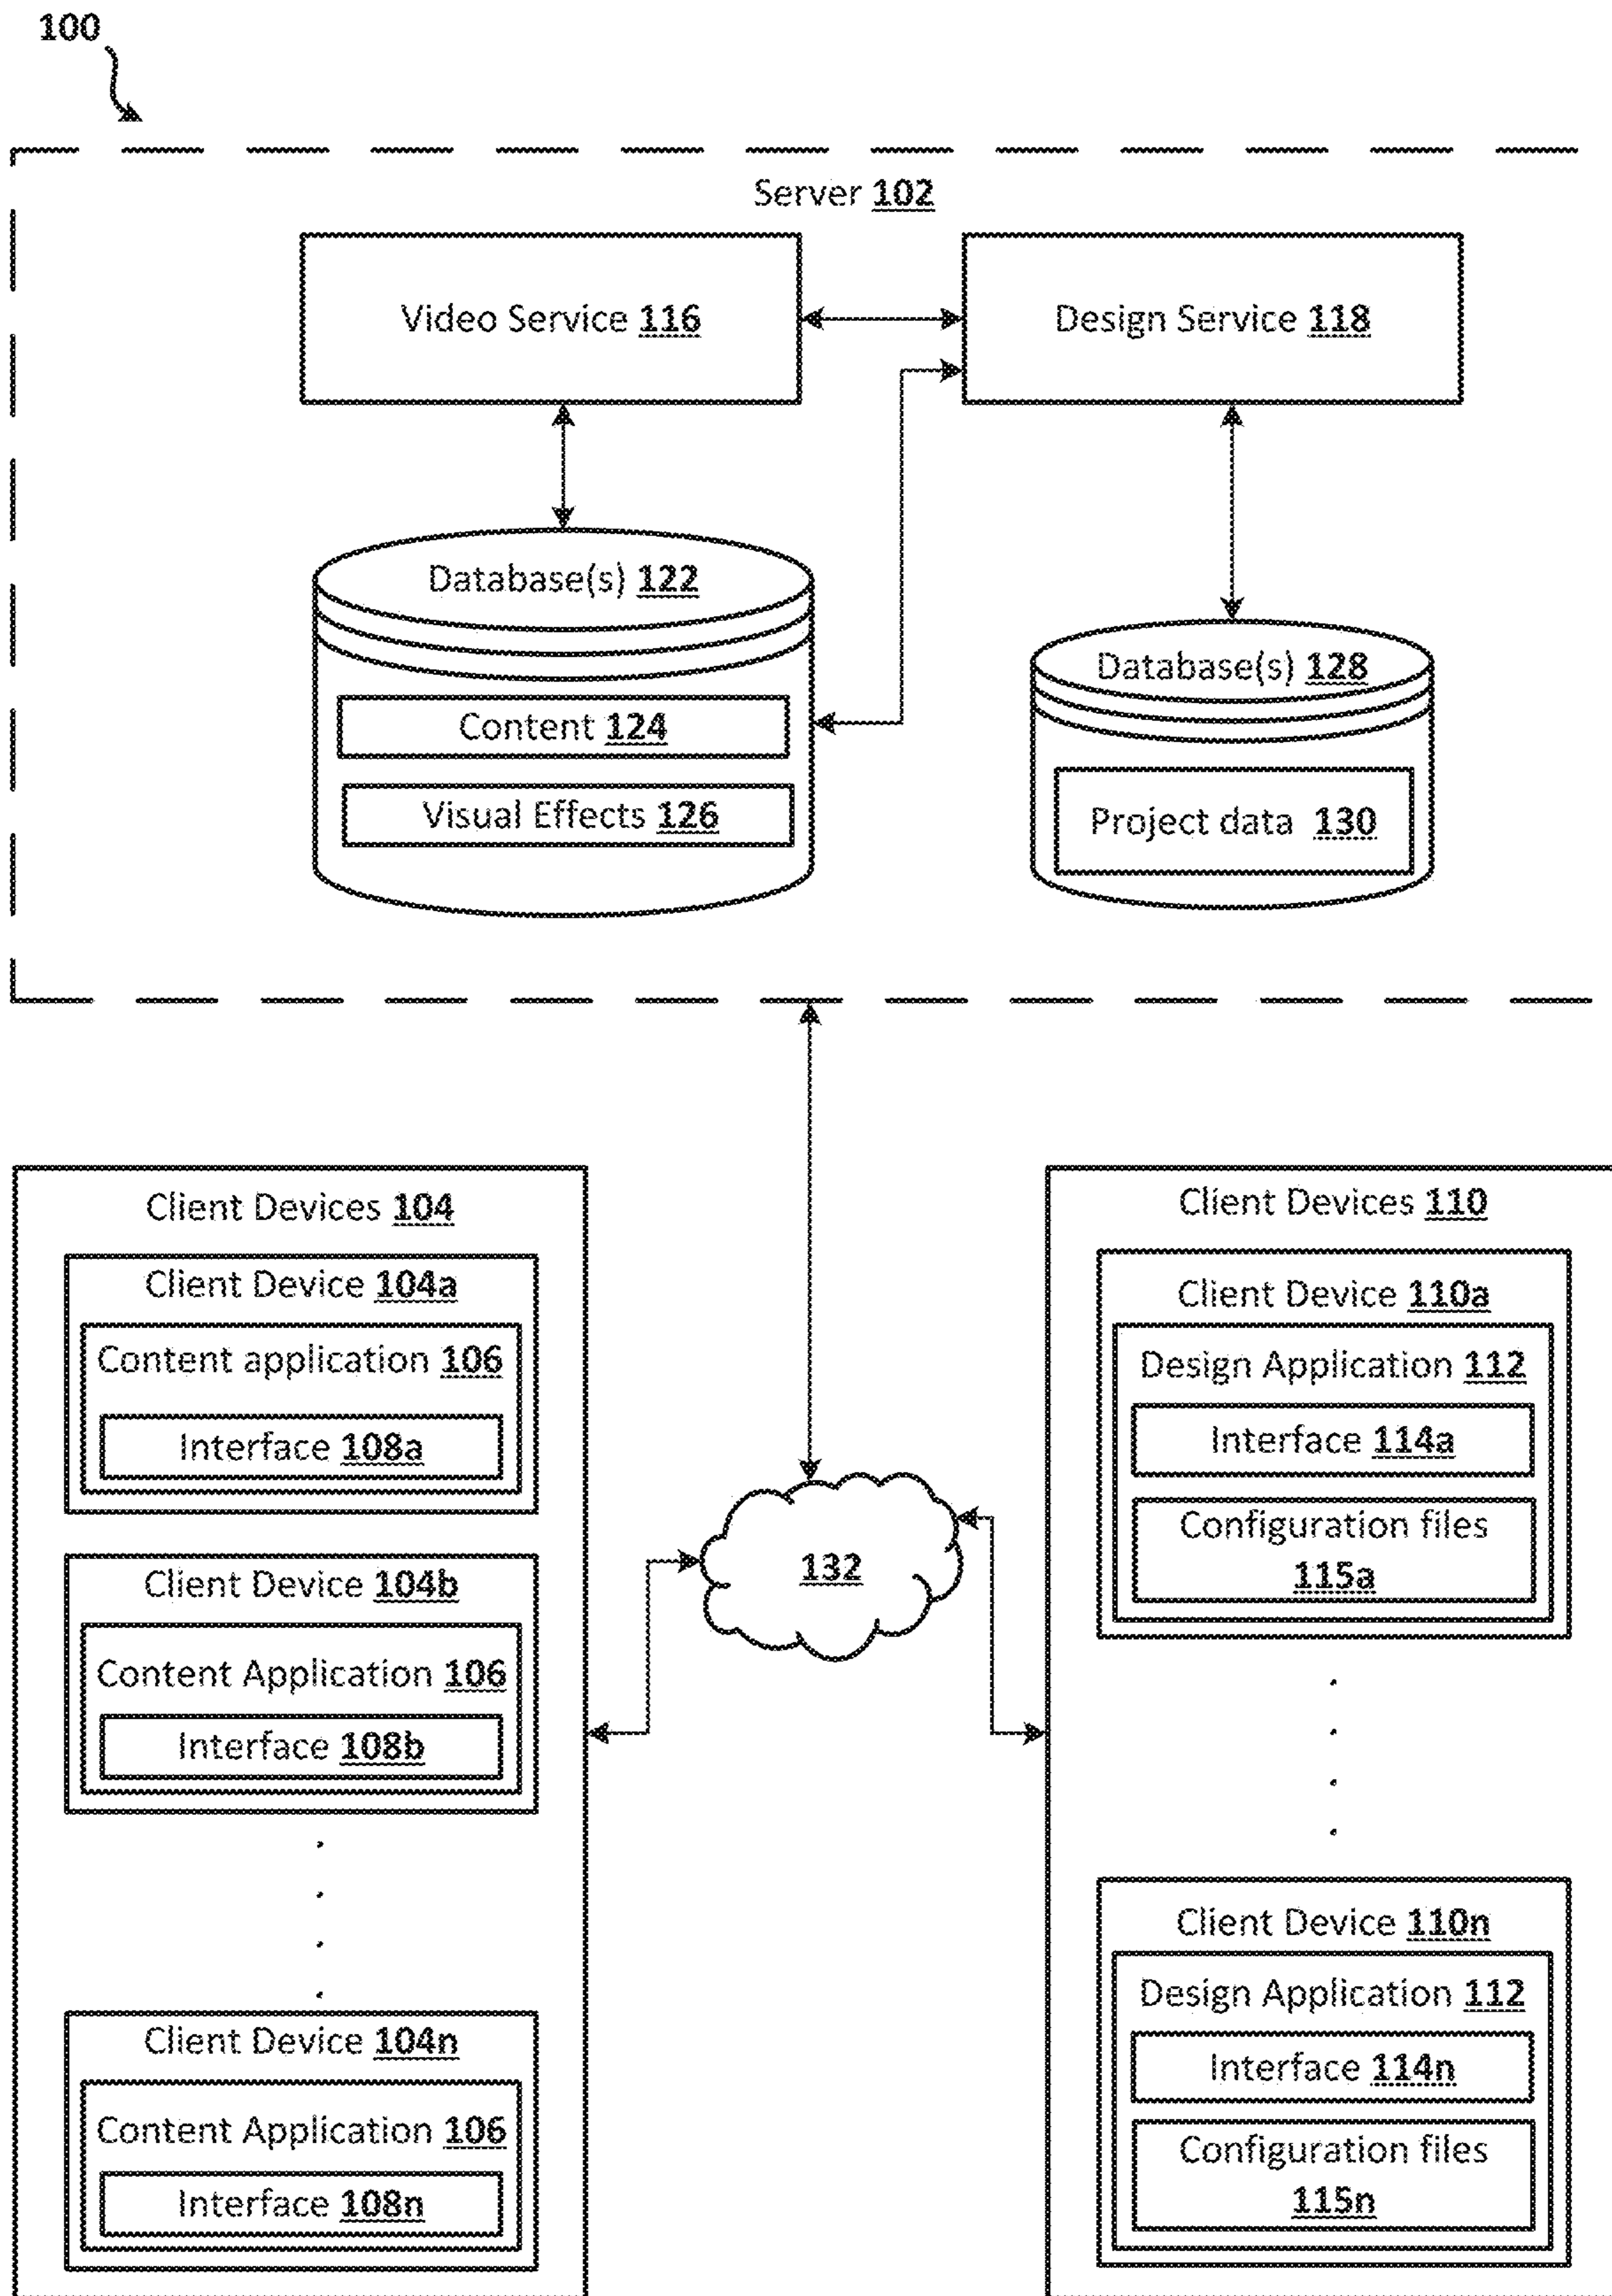 100
Server 102
Video Service 116
Design Service 118
Database(s) 122
Content 124
Visual Effects 126
Database(s) 128
Project data 130
Client Devices 104
Client Device 104a
Content application 106
Interface 108a
Client Device 104b
Content Application 106
Interface 108b
Client Device 104n
Content Application 106
Interface 108n
132
Client Devices 110
Client Device 110a
Design Application 112
Interface 114a
Configuration files
115a
Client Device 110n
Design Application 112
Interface 114n
Configuration files
115n